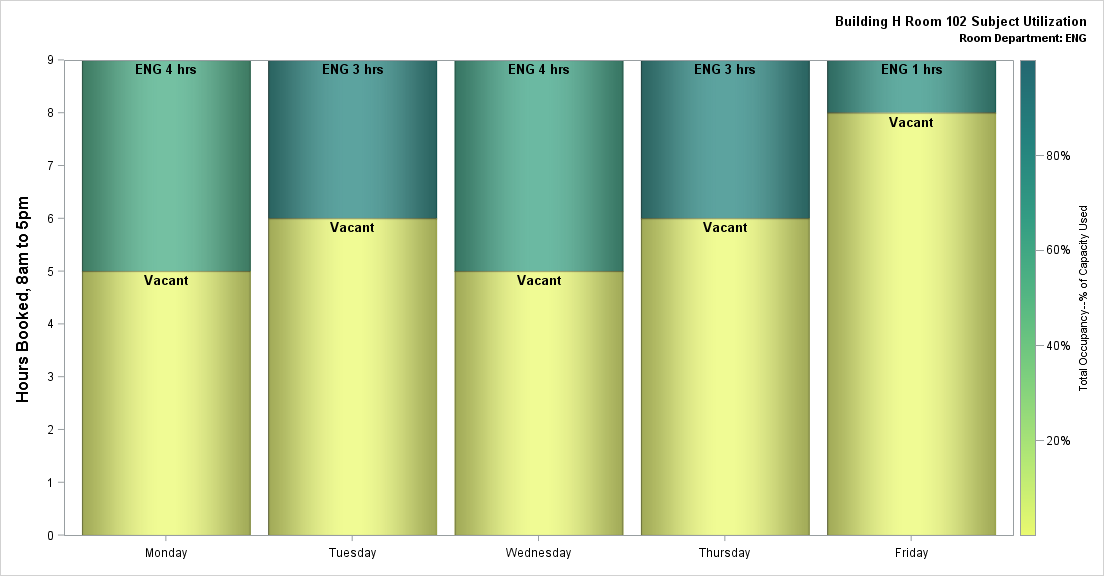 Building H Room 102 Subject Utilization
Room Department: ENG
Hours Booked, 8am to 5pm
9
8
7
6
5
4
3
2
1
0
ENG 4 hrs
Vacant
ENG 3 hrs
Vacant
ENG 4 hrs
Vacant
ENG 3 hrs
Vacant
ENG 1 hrs
Vacant
Monday
Tuesday
Wednesday
Thursday
Friday
80%
60%
40%
20%
Total Occupancy--% of Capacity Used